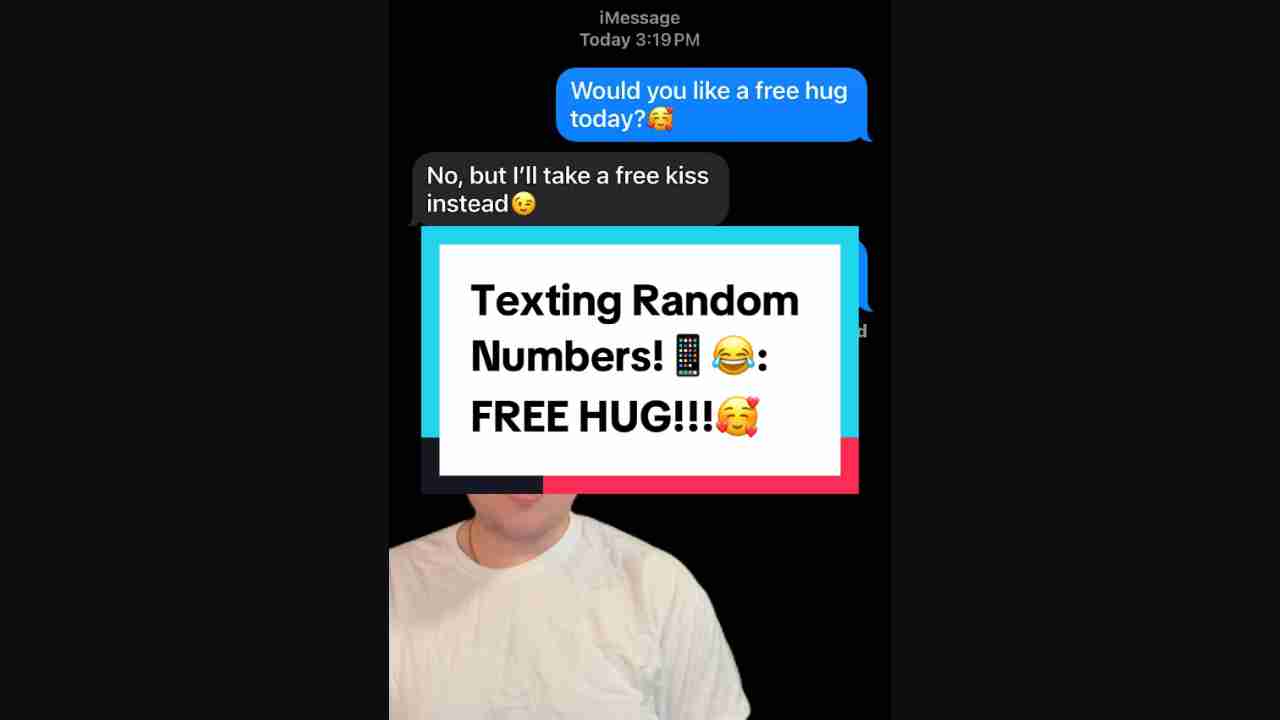 iMessage
Today 3:19 PM
Would you like a free hug
today?🥰
No, but I'll take a free kiss
instead😉
Texting Random
Numbers!📱😂:
FREE HUG!!!🥰